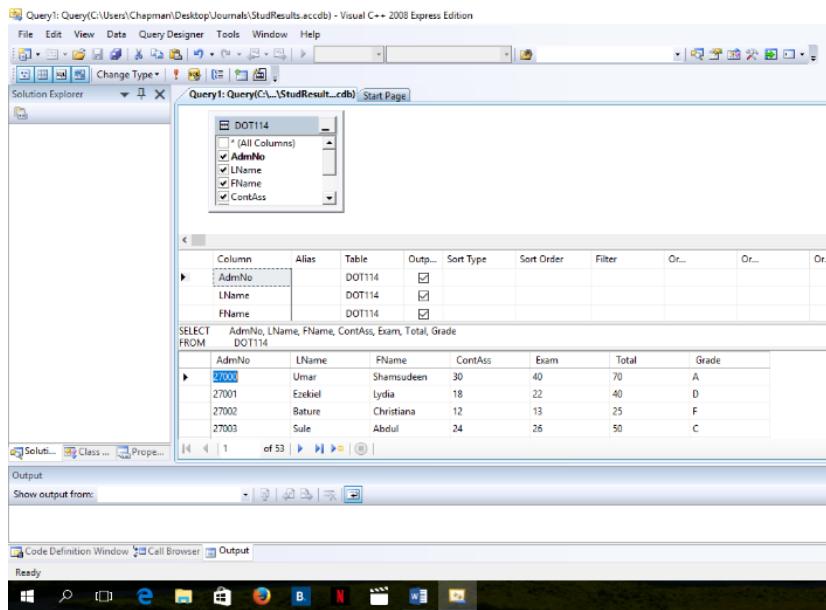 Query1: Query(C:\Users\Chapman\Desktop\Journals\StudResults.accdb) - Visual C++ 2008 Express Edition
File Edit View Data Query Designer Tools Window Help
Change Type
Solution Explorer
Query1: Query(C:\...\StudResult...cdb) Start Page
DOT114
* (All Columns)
AdmNo
LName
FName
ContAss
Column Alias Table Outp... Sort Type Sort Order Filter Or... Or... Or
AdmNo DOT114
LName DOT114
FName DOT114
SELECT AdmNo, LName, FName, ContAss, Exam, Total, Grade
FROM DOT114
AdmNo LName FName ContAss Exam Total Grade
27000 Umar Shamsudeen 30 40 70 A
27001 Ezekiel Lydia 18 22 40 D
27002 Bature Christiana 12 13 25 F
27003 Sule Abdul 24 26 50 C
1 of 53
Soluti... Class ... Prope...
Output
Show output from:
Code Definition Window Call Browser Output
Ready
B. N